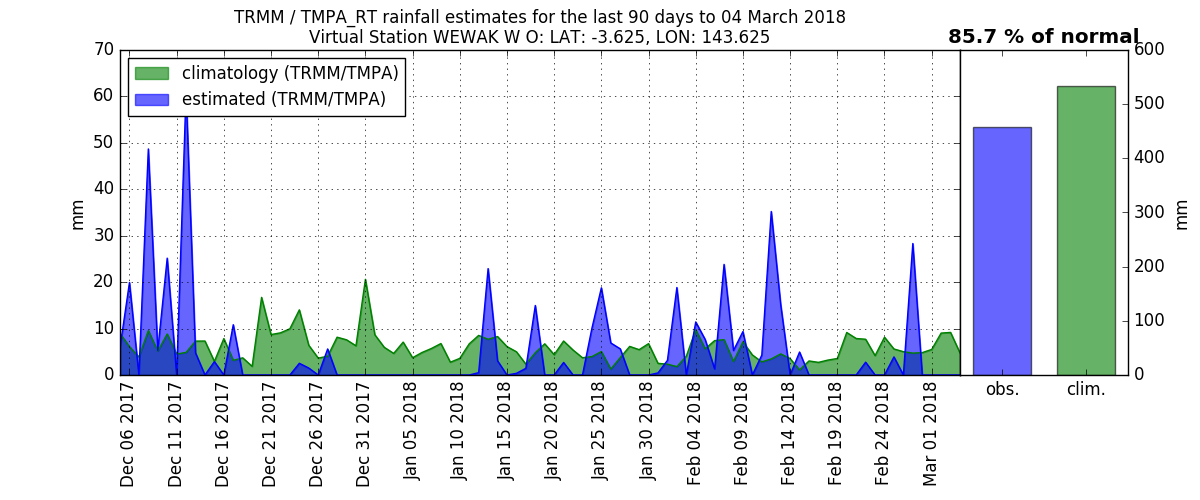 TRMM / TMPA_RT rainfall estimates for the last 90 days to 04 March 2018
Virtual Station WEWAK W O: LAT: -3.625, LON: 143.625
85.7 % of normal
climatology (TRMM/TMPA)
estimated (TRMM/TMPA)
mm
70
60
50
40
30
20
10
0
Dec 06 2017
Dec 11 2017
Dec 16 2017
Dec 21 2017
Dec 26 2017
Dec 31 2017
Jan 05 2018
Jan 10 2018
Jan 15 2018
Jan 20 2018
Jan 25 2018
Jan 30 2018
Feb 04 2018
Feb 09 2018
Feb 14 2018
Feb 19 2018
Feb 24 2018
Mar 01 2018
600
500
400
300
200
100
0
mm
obs.
clim.